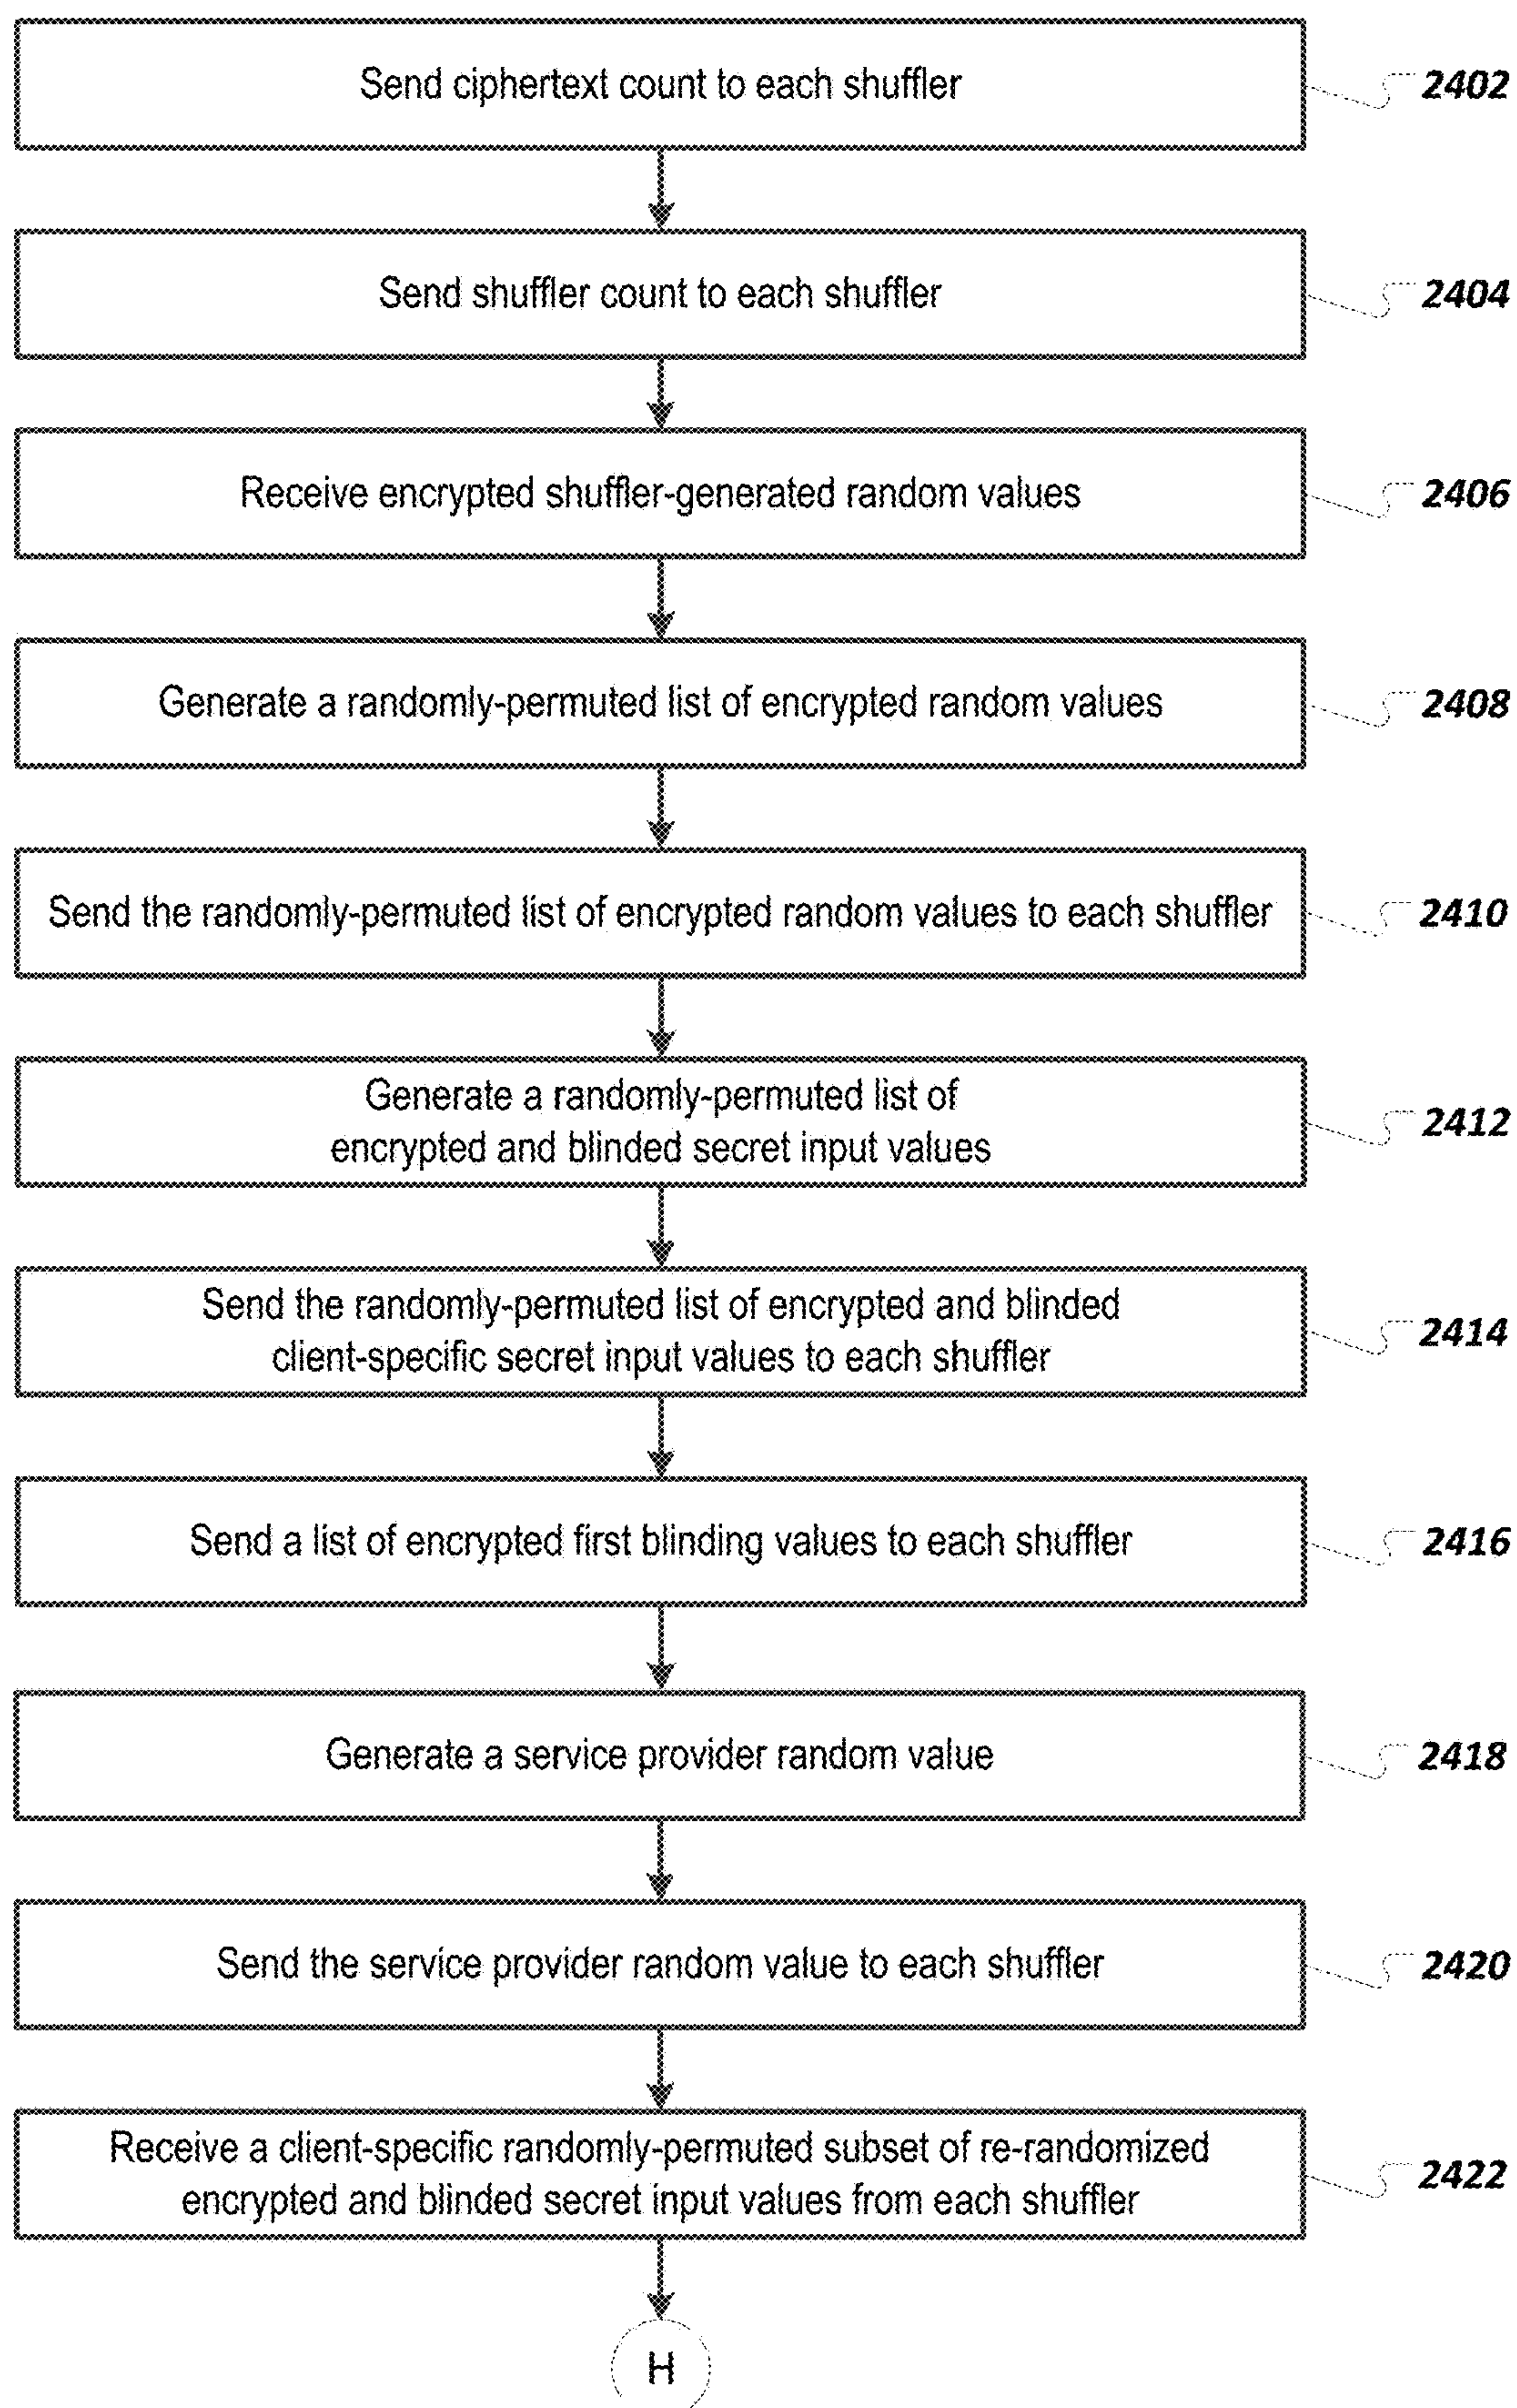 Send ciphertext count to each shuffler
2402
Send shuffler count to each shuffler
2404
Receive encrypted shuffler-generated random values
2406
Generate a randomly-permuted list of encrypted random values
2408
Send the randomly-permuted list of encrypted random values to each shuffler
2410
Generate a randomly-permuted list of
encrypted and blinded secret input values
2412
Send the randomly-permuted list of encrypted and blinded
client-specific secret input values to each shuffler
2414
Send a list of encrypted first blinding values to each shuffler
2416
Generate a service provider random value
2418
Send the service provider random value to each shuffler
2420
Receive a client-specific randomly-permuted subset of re-randomized
encrypted and blinded secret input values from each shuffler
2422
H